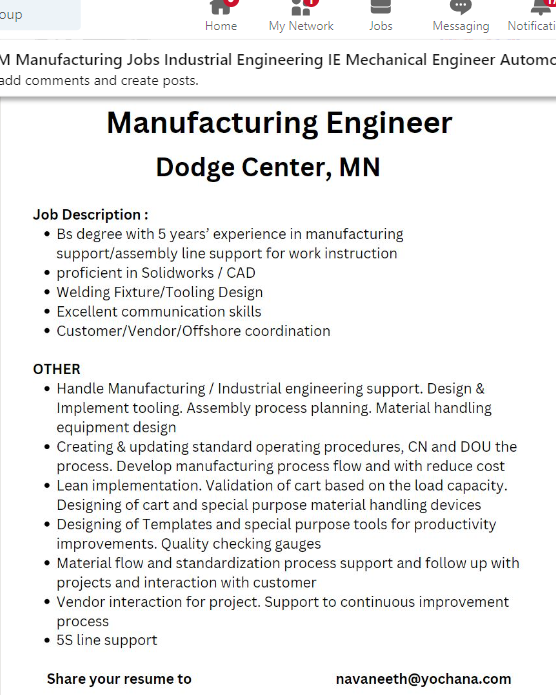 oup
Home My Network Jobs Messaging Notificati
M Manufacturing Jobs Industrial Engineering IE Mechanical Engineer Automo
add comments and create posts.
Manufacturing Engineer
Dodge Center, MN
Job Description :
• Bs degree with 5 years’ experience in manufacturing
support/assembly line support for work instruction
• proficient in Solidworks / CAD
• Welding Fixture/Tooling Design
• Excellent communication skills
• Customer/Vendor/Offshore coordination
OTHER
• Handle Manufacturing / Industrial engineering support. Design &
Implement tooling. Assembly process planning. Material handling
equipment design
• Creating & updating standard operating procedures, CN and DOU the
process. Develop manufacturing process flow and with reduce cost
• Lean implementation. Validation of cart based on the load capacity.
Designing of cart and special purpose material handling devices
• Designing of Templates and special purpose tools for productivity
improvements. Quality checking gauges
• Material flow and standardization process support and follow up with
projects and interaction with customer
• Vendor interaction for project. Support to continuous improvement
process
• 5S line support
Share your resume to navaneeth@yochana.com